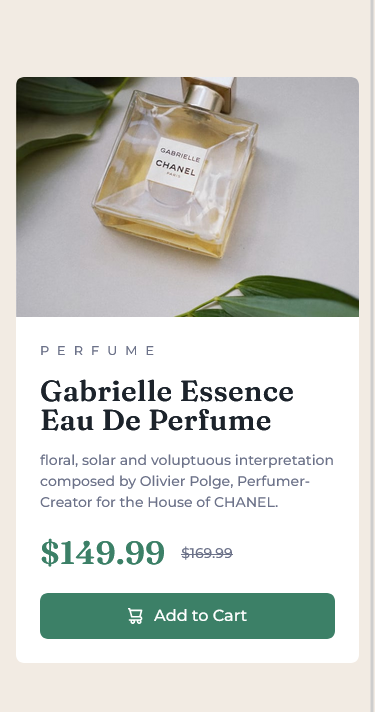 GABRIELLE
CHANEL
PARIS
PERFUME
Gabrielle Essence
Eau De Perfume
floral, solar and voluptuous interpretation
composed by Olivier Polge, Perfumer-
Creator for the House of CHANEL.
$149.99 $169.99
Add to Cart